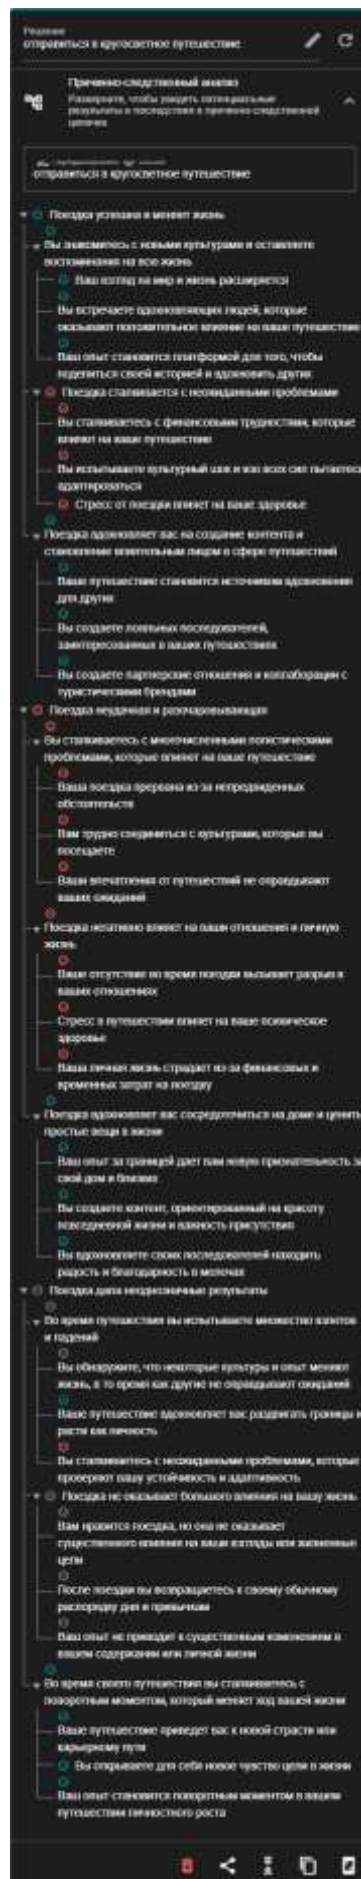 Решение
отправиться в кругосветное путешествие
Причинно-следственный анализ
Разверните, чтобы увидеть потенциальные
результаты и последствия в причинно-следственной
цепочке
отправиться в кругосветное путешествие
Поездка успешна и меняет жизнь
Вы знакомитесь с новыми культурами и оставляете
воспоминания на всю жизнь
Ваш взгляд на мир и жизнь расширяется
Вы встречаете вдохновляющих людей, которые
оказывают положительное влияние на ваше путешествие
Ваш опыт становится платформой для того, чтобы
поделиться своей историей и вдохновить других
Поездка сталкивается с неожиданными проблемами
Вы сталкиваетесь с финансовыми трудностями, которые
влияют на ваше путешествие
Вы испытываете культурный шок и изо всех сил пытаетесь
адаптироваться
Стресс от поездки влияет на ваше здоровье
Поездка вдохновляет вас на создание контента и
становление влиятельным лицом в сфере путешествий
Ваше путешествие становится источником вдохновения
для других
Вы создаете лояльных последователей,
заинтересованных в ваших путешествиях
Вы создаете партнерские отношения и коллаборации с
туристическими брендами
Поездка неудачная и разочаровывающая
Вы сталкиваетесь с многочисленными логистическими
проблемами, которые влияют на ваше путешествие
Ваша поездка прервана из-за непредвиденных
обстоятельств
Вам трудно соединиться с культурами, которые вы
посещаете
Ваши впечатления от путешествий не оправдывают
ваших ожиданий
Поездка негативно влияет на ваши отношения и личную
жизнь
Ваше отсутствие во время поездки вызывает разрыв в
ваших отношениях
Стресс в путешествии влияет на ваше психическое
здоровье
Ваша личная жизнь страдает из-за финансовых и
временных затрат на поездку
Поездка вдохновляет вас сосредоточиться на доме и ценить
простые вещи в жизни
Ваш опыт за границей дает вам новую признательность за
свой дом и близких
Вы создаете контент, ориентированный на красоту
повседневной жизни и важность присутствия
Вы вдохновляете своих последователей находить
радость и благодарность в мелочах
Поездка дала неоднозначные результаты
Во время путешествия вы испытываете множество взлетов
и падений
Вы обнаружите, что некоторые культуры и опыт меняют
жизнь, в то время как другие не оправдывают ожиданий
Ваше путешествие вдохновляет вас раздвигать границы и
расти как личность
Вы сталкиваетесь с неожиданными проблемами, которые
проверяют вашу устойчивость и адаптивность
Поездка не оказывает большого влияния на вашу жизнь
Вам нравится поездка, но она не оказывает
существенного влияния на ваши взгляды или жизненные
цели
После поездки вы возвращаетесь к своему обычному
распорядку дня и привычкам
Ваш опыт не приводит к существенным изменениям в
вашем содержании или личной жизни
Во время своего путешествия вы сталкиваетесь с
поворотным моментом, который меняет ход вашей жизни
Ваше путешествие приведет вас к новой страсти или
карьерному пути
Вы открываете для себя новое чувство цели в жизни
Ваш опыт становится поворотным моментом в вашем
путешествии личностного роста